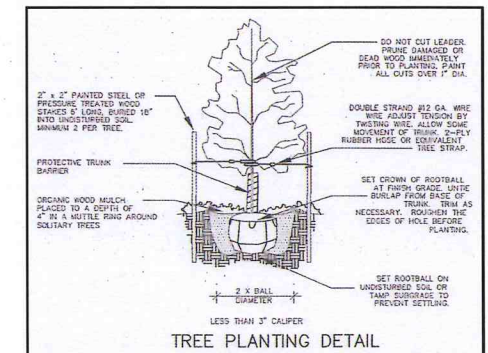 DO NOT CUT LEADER.
PRUNE DAMAGED OR
DEAD WOOD IMMEDIATELY
PRIOR TO PLANTING. PAINT
ALL CUTS OVER 1" DIA.
2" x 2" PAINTED STEEL OR
PRESSURE TREATED WOOD
STAKES 8' LONG, BURIED 18"
INTO UNDISTURBED SOIL.
MINIMUM 2 PER TREE.
DOUBLE STRAND #12 GA. WIRE
WIRE ADJUST TENSION BY
TWISTING WIRE. ALLOW SOME
MOVEMENT OF TRUNK. 2-PLY
RUBBER HOSE OR EQUIVALENT
TREE STRAP.
PROTECTIVE TRUNK
BARRIER
SET CROWN OF ROOTBALL
AT FINISH GRADE. UNTIE
BURLAP FROM BASE OF
TRUNK. TRIM AS
NECESSARY. ROUGHEN THE
EDGES OF HOLE BEFORE
PLANTING.
ORGANIC WOOD MULCH
PLACED TO A DEPTH OF
4" IN A MUTTLE RING AROUND
SOLITARY TREES
SET ROOTBALL ON
UNDISTURBED SOIL OR
TAMP SUBGRADE TO
PREVENT SETTLING.
2 X BALL
DIAMETER
LESS THAN 3" CALIPER
TREE PLANTING DETAIL